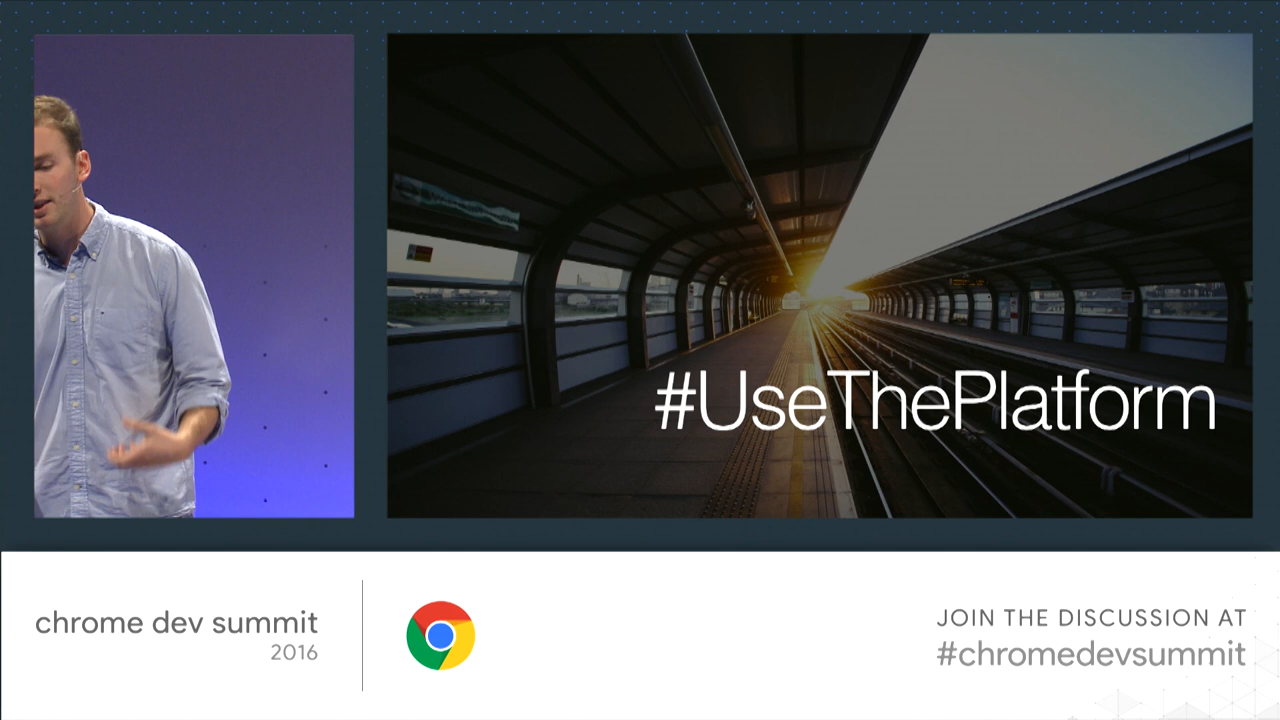 #UseThePlatform
chrome dev summit
2016
JOIN THE DISCUSSION AT
#chromedevsummit